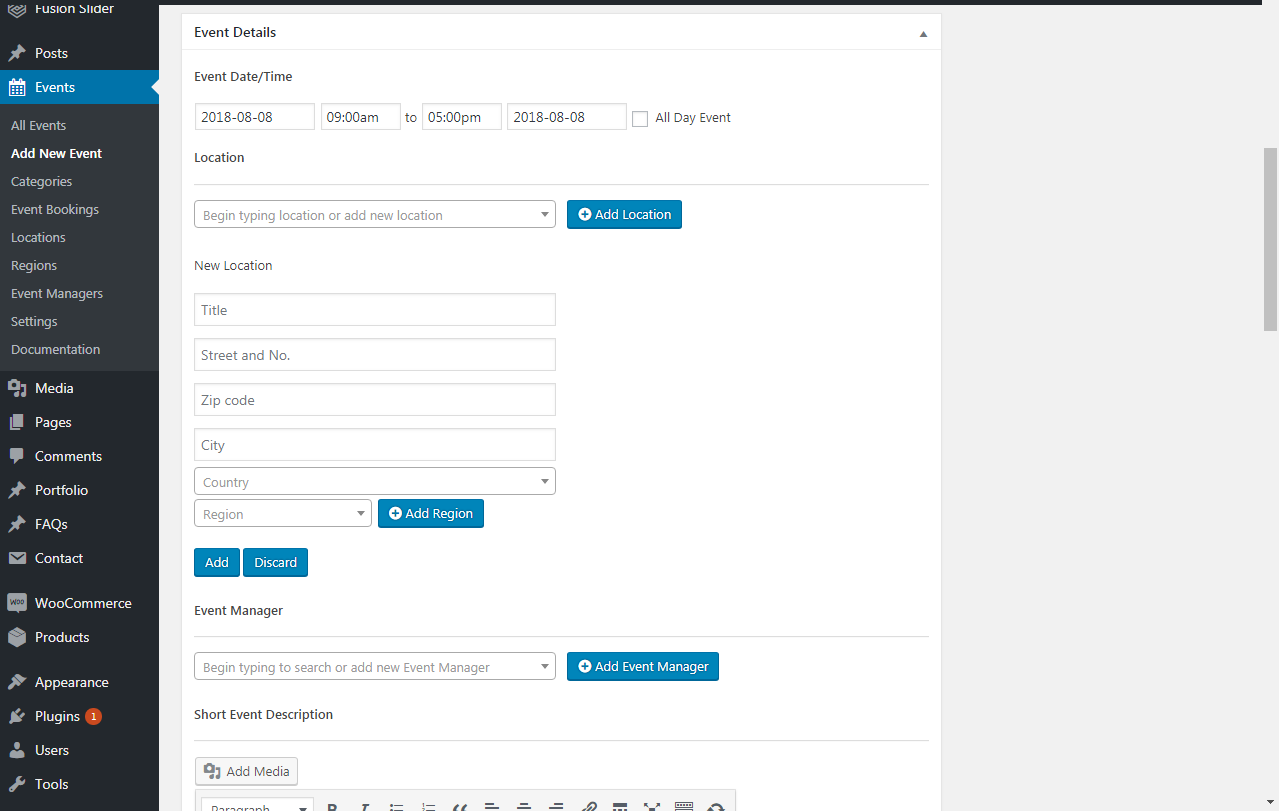 Fusion Slider
Posts
Events
All Events
Add New Event
Categories
Event Bookings
Locations
Regions
Event Managers
Settings
Documentation
Media
Pages
Comments
Portfolio
FAQs
Contact
WOO WooCommerce
Products
Appearance
Plugins 1
Users
Tools
Event Details
Event Date/Time
2018-08-08 09:00am to 05:00pm 2018-08-08 All Day Event
Location
Begin typing location or add new location Add Location
New Location
Title
Street and No.
Zip code
City
Country
Region Add Region
Add Discard
Event Manager
Begin typing to search or add new Event Manager Add Event Manager
Short Event Description
Add Media
Paragraph B I